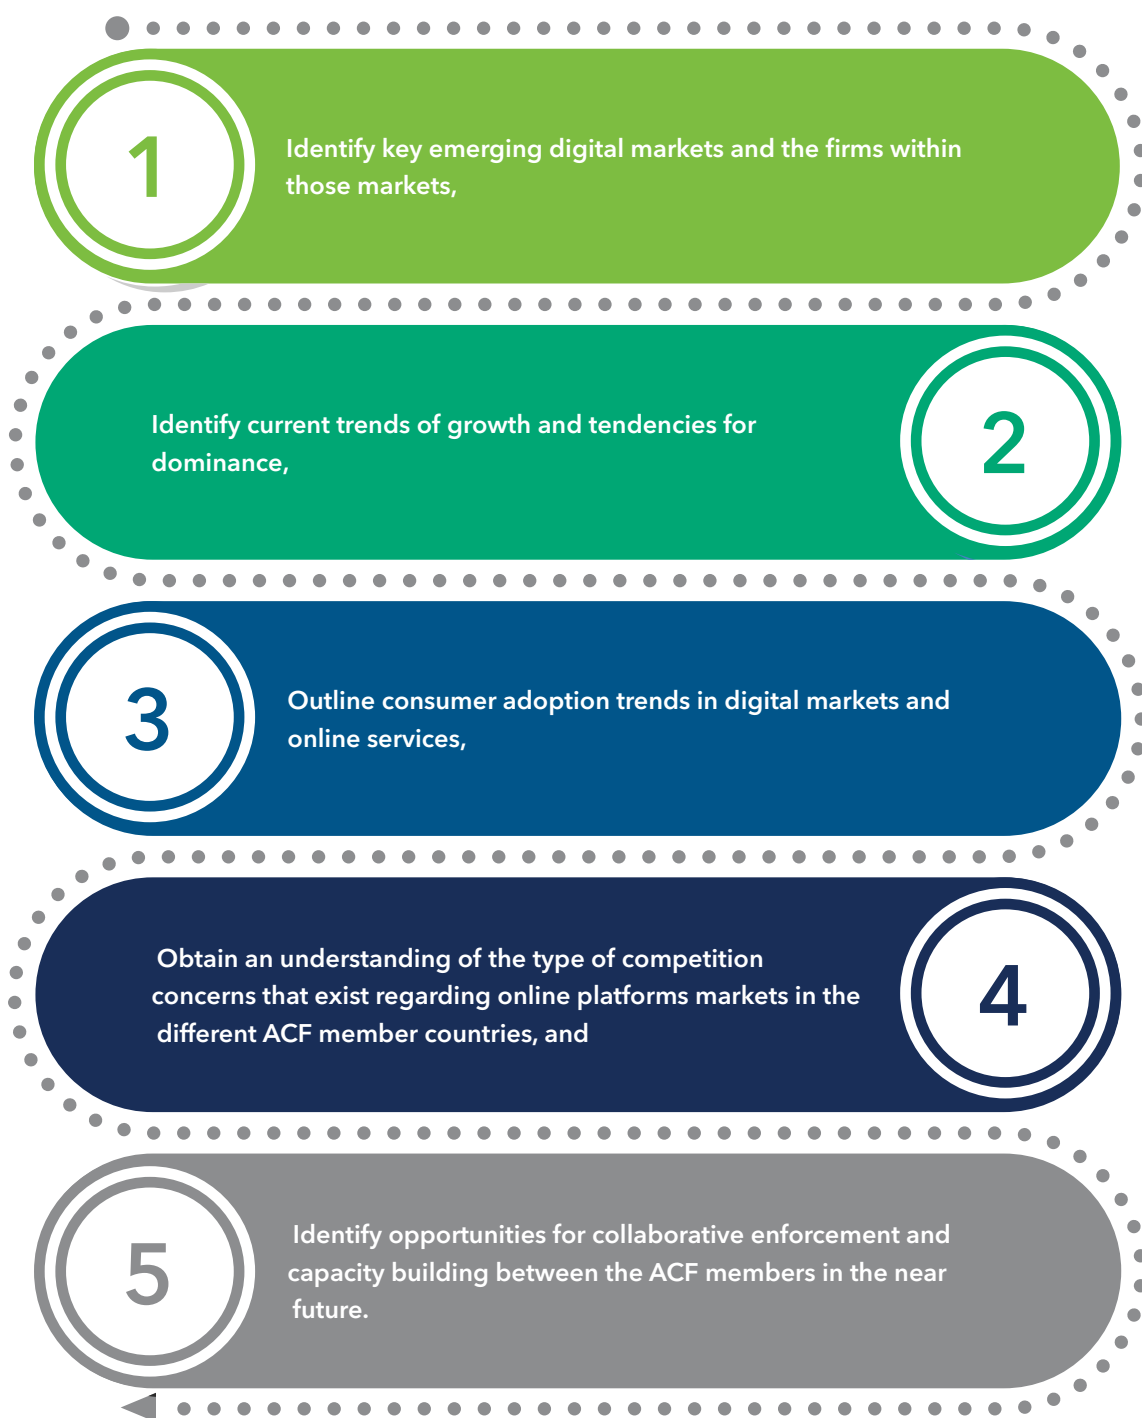 1
Identify key emerging digital markets and the firms within
those markets,
Identify current trends of growth and tendencies for
dominance,
2
3
Outline consumer adoption trends in digital markets and
online services,
Obtain an understanding of the type of competition
concerns that exist regarding online platforms markets in the
different ACF member countries, and
4
5
Identify opportunities for collaborative enforcement and
capacity building between the ACF members in the near
future.